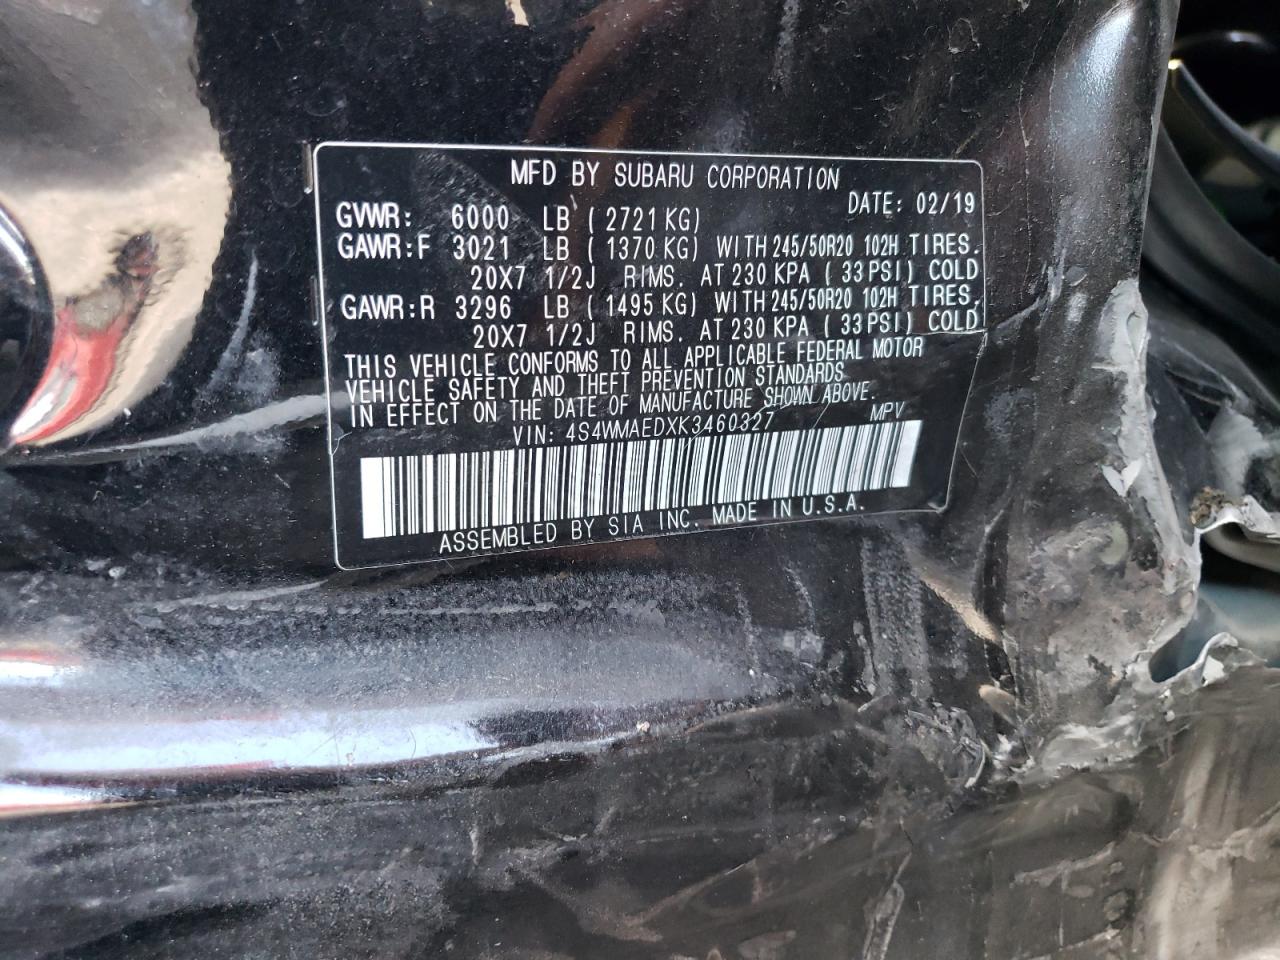 MFD BY SUBARU CORPORATION
DATE: 02/19
GVWR: 6000 LB ( 2721 KG)
GAWR:F 3021 LB ( 1370 KG) WITH 245/50R20 102H TIRES.
20X7 1/2J RIMS. AT 230 KPA ( 33 PSI) COLD
GAWR:R 3296 LB ( 1495 KG) WITH 245/50R20 102H TIRES.
20X7 1/2J RIMS. AT 230 KPA ( 33 PSI) COLD
THIS VEHICLE CONFORMS TO ALL APPLICABLE FEDERAL MOTOR
VEHICLE SAFETY AND THEFT PREVENTION STANDARDS
IN EFFECT ON THE DATE OF MANUFACTURE SHOWN ABOVE.
VIN: 4S4WMAEDXK3460327 MPV
ASSEMBLED BY SIA INC. MADE IN U.S.A.